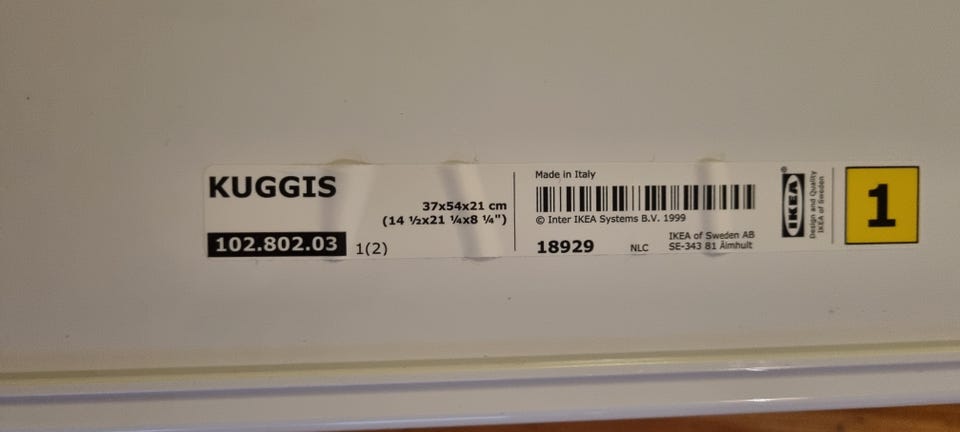 KUGGIS
37x54x21 cm
(14 ½x21 ¼x8 ¼")
102.802.03 1(2)
Made in Italy
© Inter IKEA Systems B.V. 1999
18929 NLC
IKEA of Sweden AB
SE-343 81 Älmhult
IKEA
®
Design and Quality
IKEA of Sweden
1